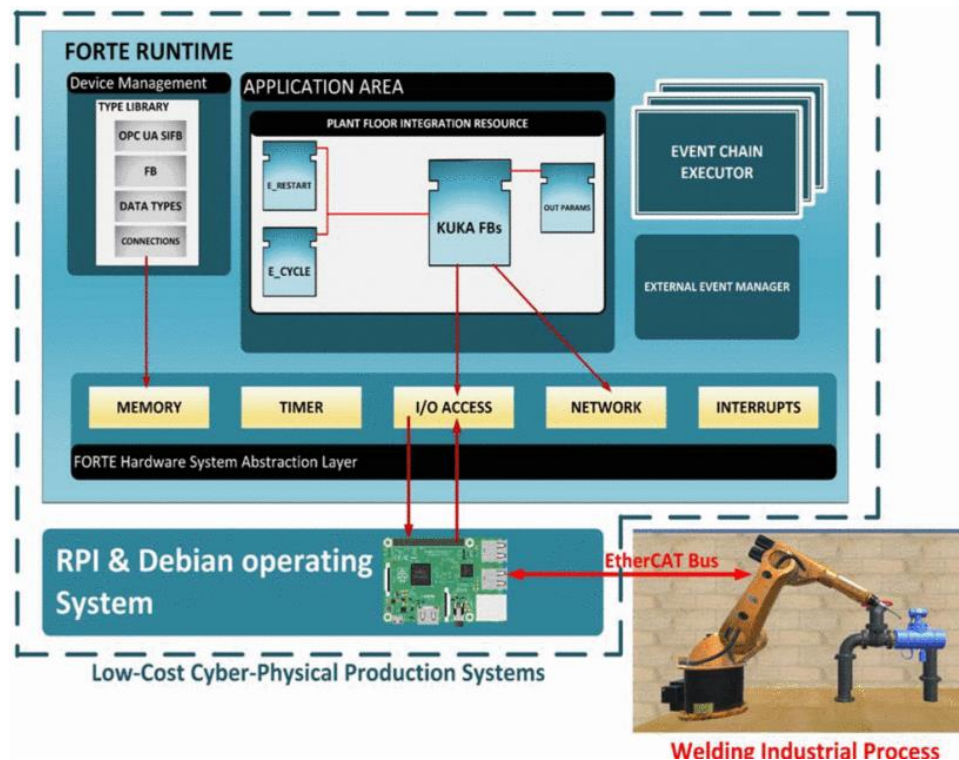 FORTE RUNTIME
Device Management
TYPE LIBRARY
OPC UA SIFB
FB
DATA TYPES
CONNECTIONS
APPLICATION AREA
PLANT FLOOR INTEGRATION RESOURCE
E_RESTART
E_CYCLE
KUKA FBs
OUT PARAMS
EVENT CHAIN
EXECUTOR
EXTERNAL EVENT MANAGER
MEMORY
TIMER
I/O ACCESS
NETWORK
INTERRUPTS
FORTE Hardware System Abstraction Layer
RPI & Debian operating
System
EtherCAT Bus
Low-Cost Cyber-Physical Production Systems
Welding Industrial Process